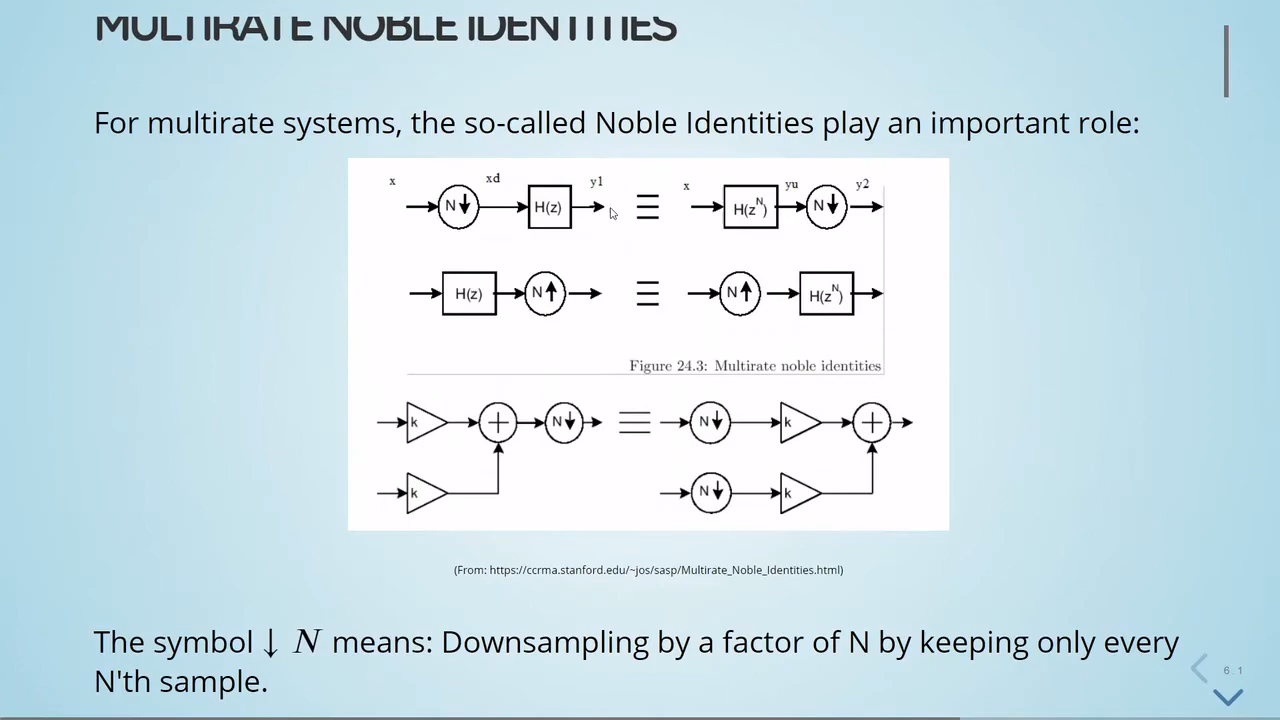 MULTIRATE NOBLE IDENTITIES
For multirate systems, the so-called Noble Identities play an important role:
x xd y1 x yu y2
N↓ H(z) H(z^N) N↓
H(z) N↑ N↑ H(z^N)
Figure 24.3: Multirate noble identities
k + N↓ N↓ k +
k N↓ k
(From: https://ccrma.stanford.edu/~jos/sasp/Multirate_Noble_Identities.html)
The symbol ↓ N means: Downsampling by a factor of N by keeping only every
N'th sample.
6.1